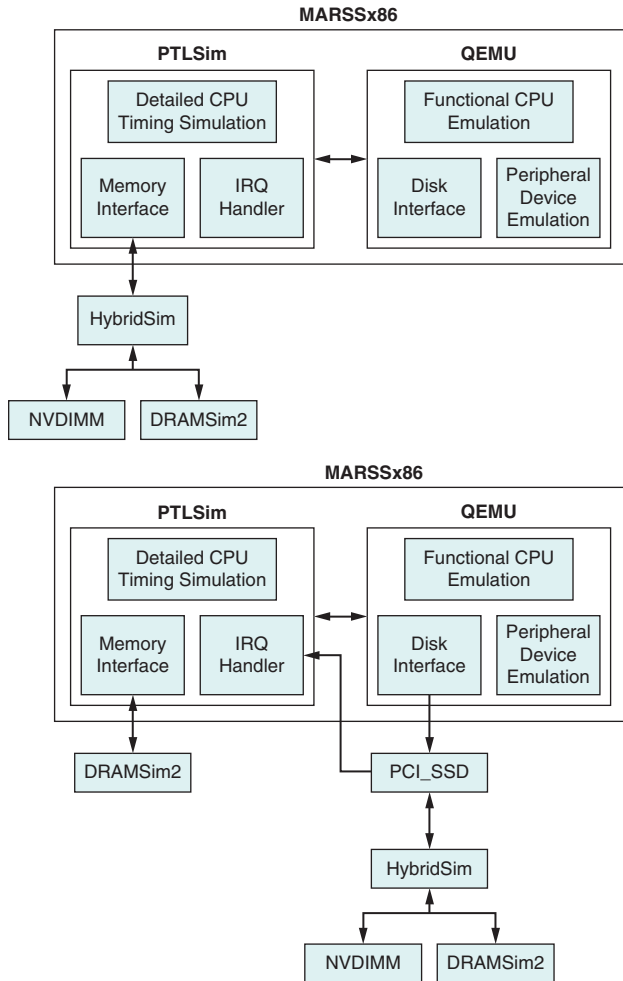 MARSSx86
PTLSim
QEMU
Detailed CPU
Timing Simulation
Functional CPU
Emulation
Memory
Interface
IRQ
Handler
Disk
Interface
Peripheral
Device
Emulation
HybridSim
NVDIMM
DRAMSim2
MARSSx86
PTLSim
QEMU
Detailed CPU
Timing Simulation
Functional CPU
Emulation
Memory
Interface
IRQ
Handler
Disk
Interface
Peripheral
Device
Emulation
DRAMSim2
PCI_SSD
HybridSim
NVDIMM
DRAMSim2